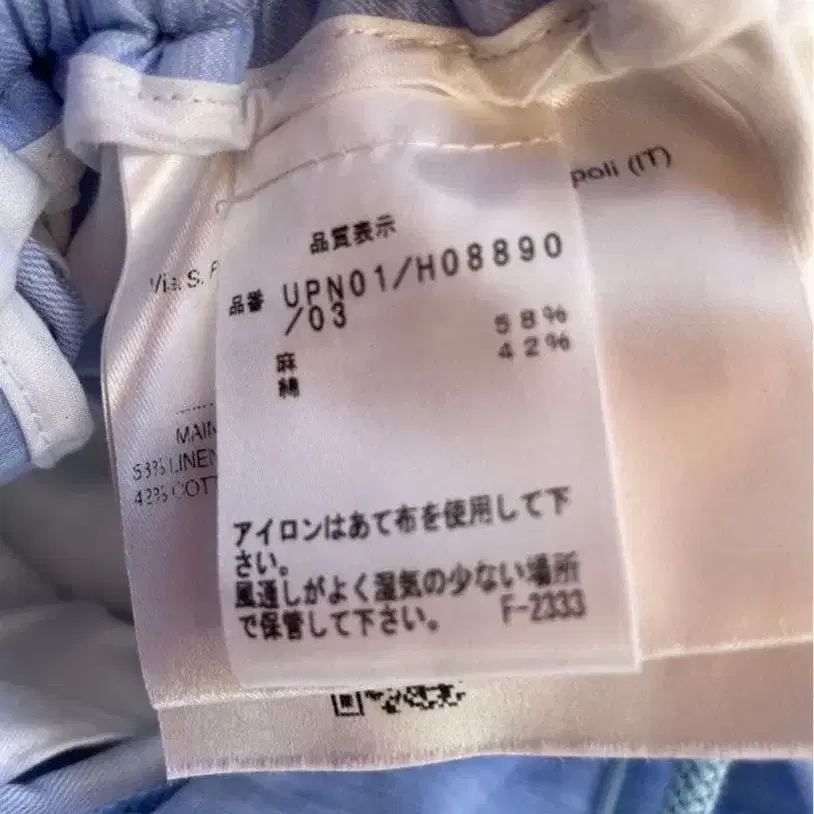 poli (IT)
Via S.
品質表示
品番 UPN01/H08890
/03
麻 58%
綿 42%
MAIN
58% LINEN
42% COTT
アイロンはあて布を使用して下
さい。
風通しがよく湿気の少ない場所
で保管して下さい。 F-2333